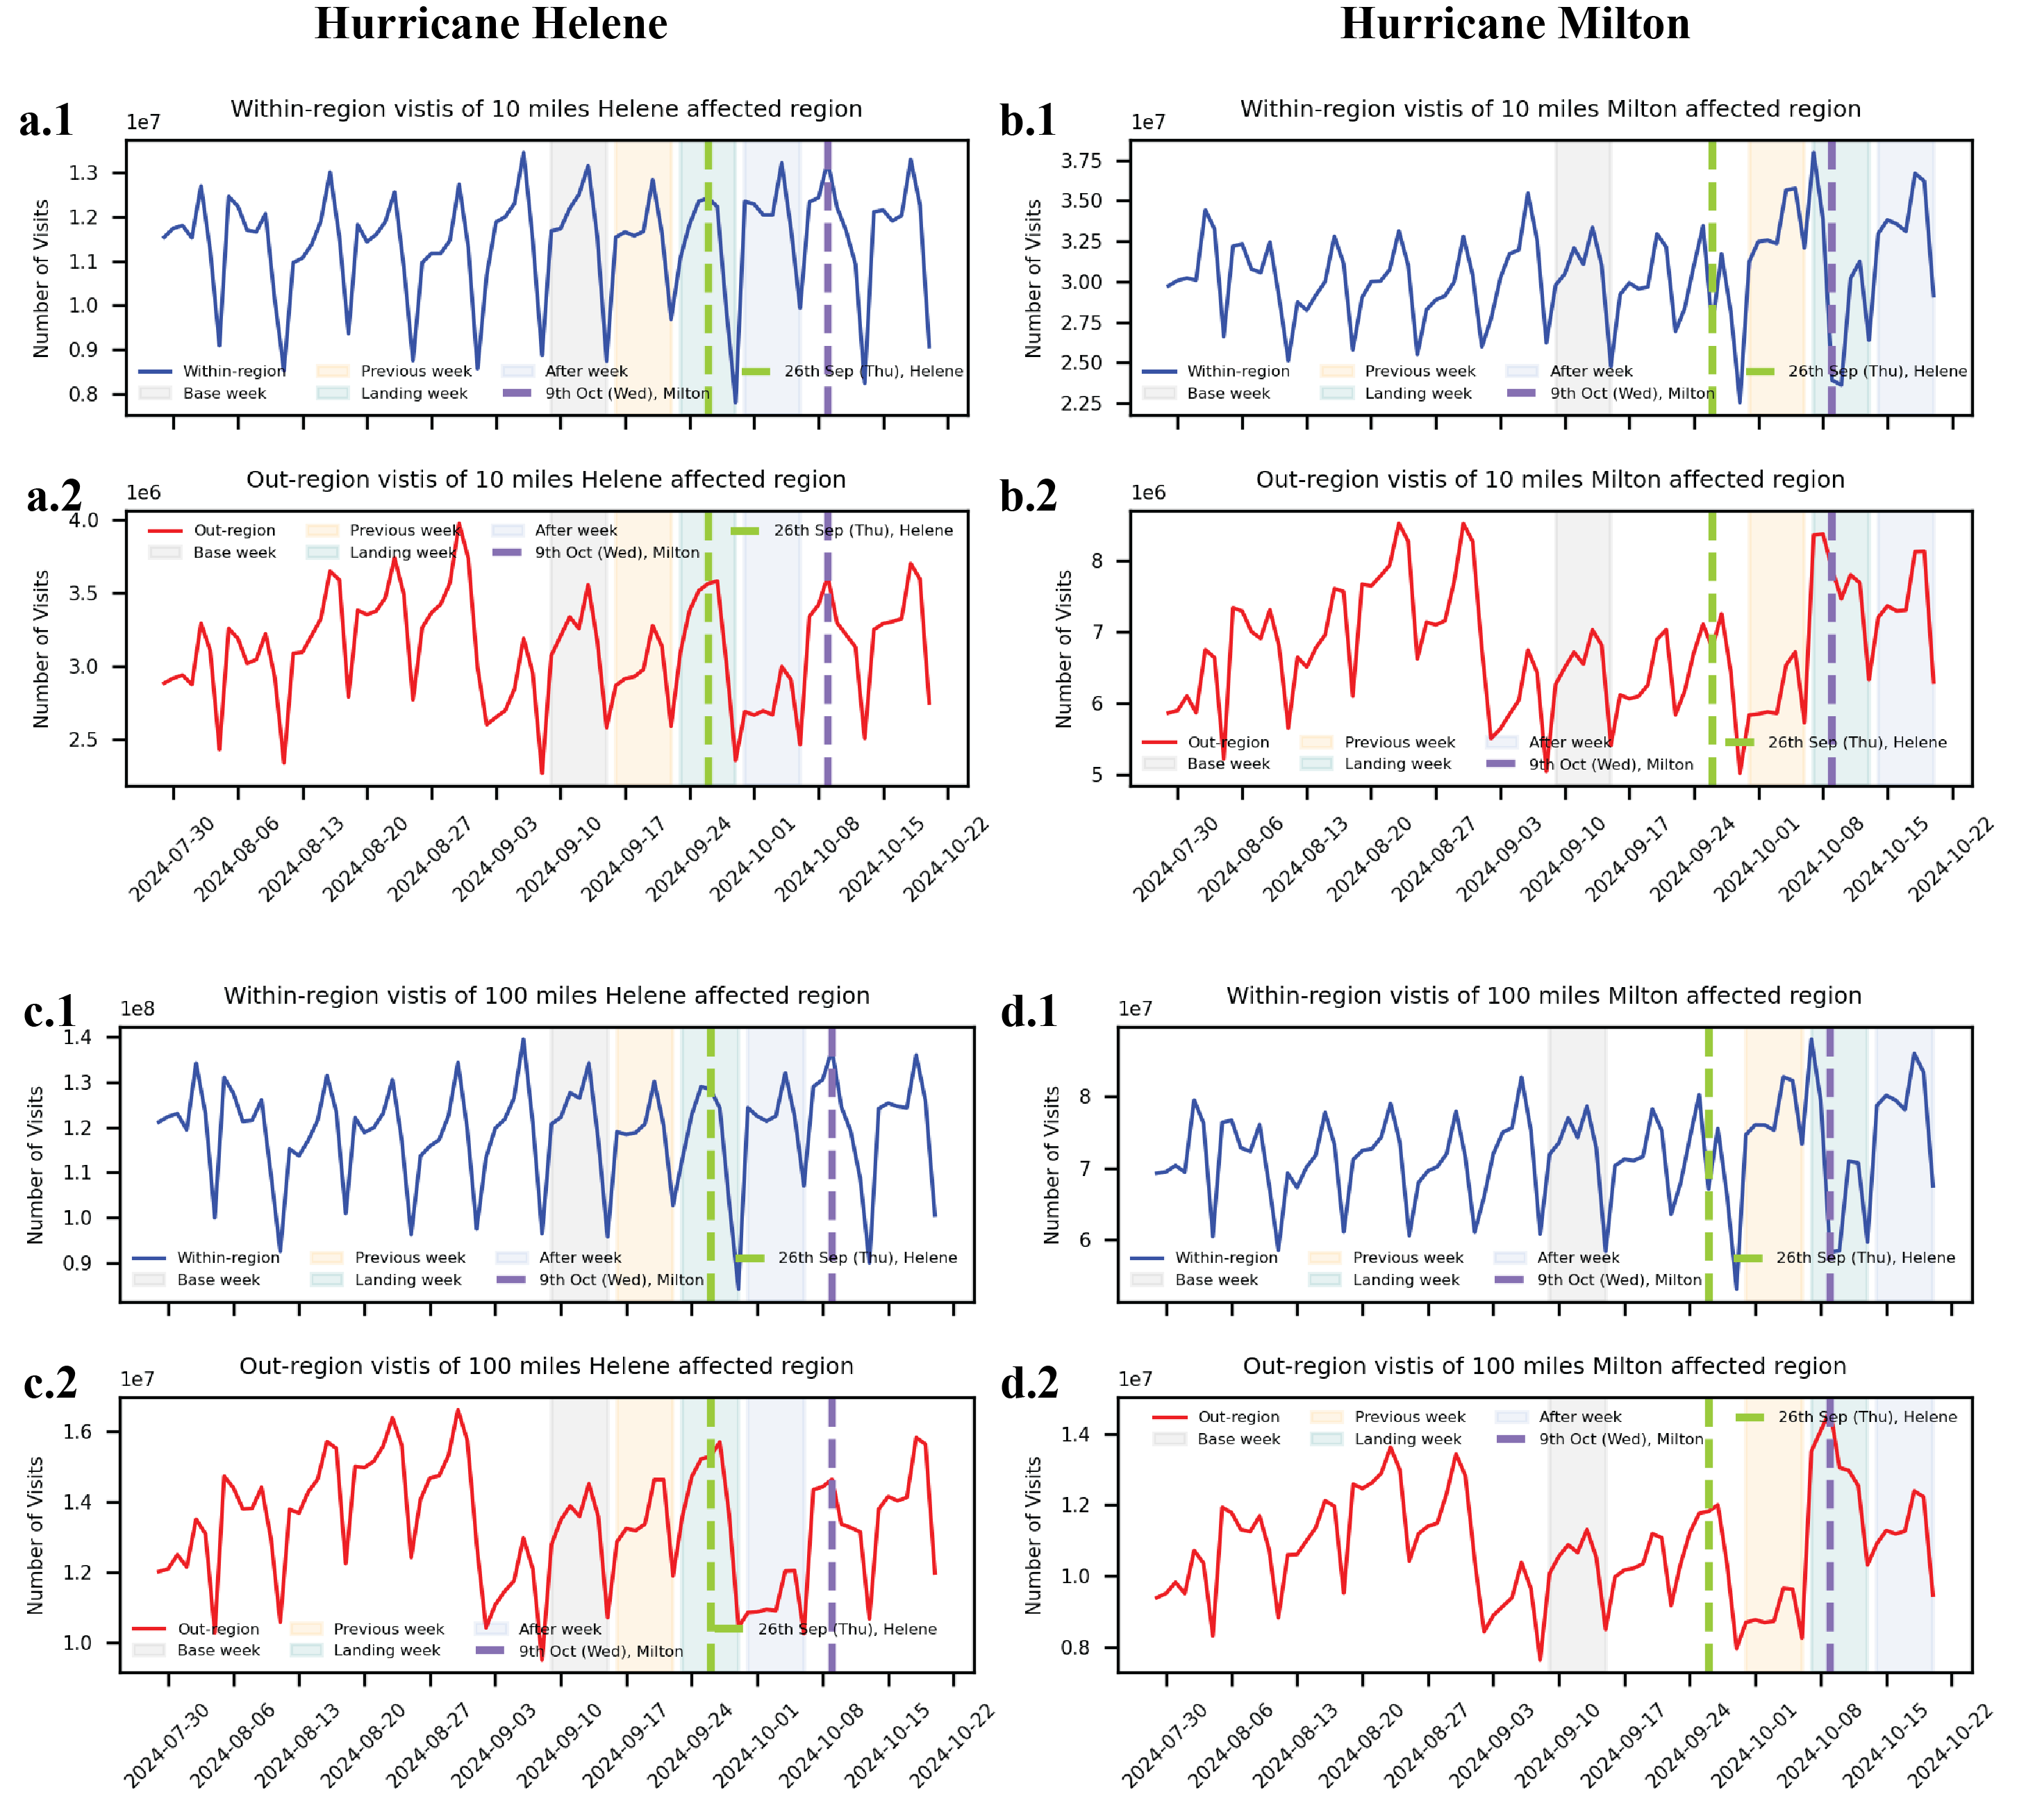 Hurricane Helene
Hurricane Milton
a.1
Within-region vistis of 10 miles Helene affected region
1e7
Number of Visits
1.3
1.2
1.1
1.0
0.9
0.8
Within-region
Previous week
After week
26th Sep (Thu), Helene
Base week
Landing week
9th Oct (Wed), Milton
b.1
Within-region vistis of 10 miles Milton affected region
1e7
Number of Visits
3.75
3.50
3.25
3.00
2.75
2.50
2.25
Within-region
Previous week
After week
26th Sep (Thu), Helene
Base week
Landing week
9th Oct (Wed), Milton
a.2
Out-region vistis of 10 miles Helene affected region
1e6
Number of Visits
4.0
3.5
3.0
2.5
Out-region
Previous week
After week
26th Sep (Thu), Helene
Base week
Landing week
9th Oct (Wed), Milton
2024-07-30
2024-08-06
2024-08-13
2024-08-20
2024-08-27
2024-09-03
2024-09-10
2024-09-17
2024-09-24
2024-10-01
2024-10-08
2024-10-15
2024-10-22
b.2
Out-region vistis of 10 miles Milton affected region
1e6
Number of Visits
8
7
6
5
Out-region
Previous week
After week
26th Sep (Thu), Helene
Base week
Landing week
9th Oct (Wed), Milton
2024-07-30
2024-08-06
2024-08-13
2024-08-20
2024-08-27
2024-09-03
2024-09-10
2024-09-17
2024-09-24
2024-10-01
2024-10-08
2024-10-15
2024-10-22
c.1
Within-region vistis of 100 miles Helene affected region
1e8
Number of Visits
1.4
1.3
1.2
1.1
1.0
0.9
Within-region
Previous week
After week
26th Sep (Thu), Helene
Base week
Landing week
9th Oct (Wed), Milton
d.1
Within-region vistis of 100 miles Milton affected region
1e7
Number of Visits
8
7
6
Within-region
Previous week
After week
26th Sep (Thu), Helene
Base week
Landing week
9th Oct (Wed), Milton
c.2
Out-region vistis of 100 miles Helene affected region
1e7
Number of Visits
1.6
1.4
1.2
1.0
Out-region
Previous week
After week
26th Sep (Thu), Helene
Base week
Landing week
9th Oct (Wed), Milton
2024-07-30
2024-08-06
2024-08-13
2024-08-20
2024-08-27
2024-09-03
2024-09-10
2024-09-17
2024-09-24
2024-10-01
2024-10-08
2024-10-15
2024-10-22
d.2
Out-region vistis of 100 miles Milton affected region
1e7
Number of Visits
1.4
1.2
1.0
0.8
Out-region
Previous week
After week
26th Sep (Thu), Helene
Base week
Landing week
9th Oct (Wed), Milton
2024-07-30
2024-08-06
2024-08-13
2024-08-20
2024-08-27
2024-09-03
2024-09-10
2024-09-17
2024-09-24
2024-10-01
2024-10-08
2024-10-15
2024-10-22